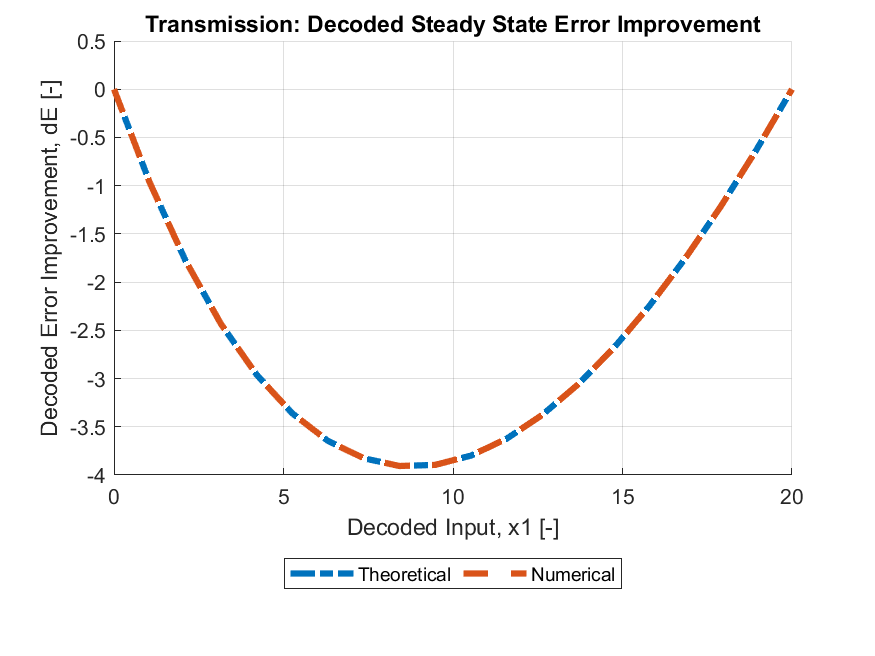 Transmission: Decoded Steady State Error Improvement
Decoded Error Improvement, dE [-]
0.5
0
-0.5
-1
-1.5
-2
-2.5
-3
-3.5
-4
0 5 10 15 20
Decoded Input, x1 [-]
Theoretical Numerical